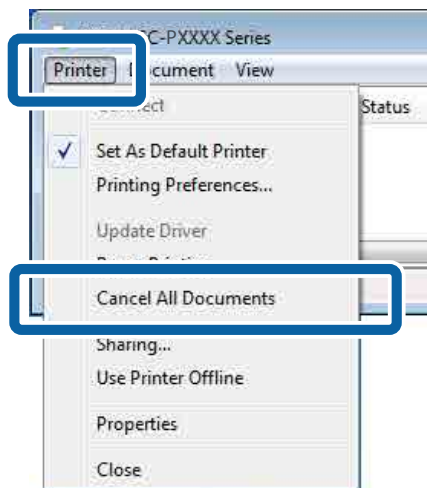 C-PXXXX Series
Printer Document View
Connect
Status
Set As Default Printer
Printing Preferences...
Update Driver
Cancel All Documents
Sharing...
Use Printer Offline
Properties
Close